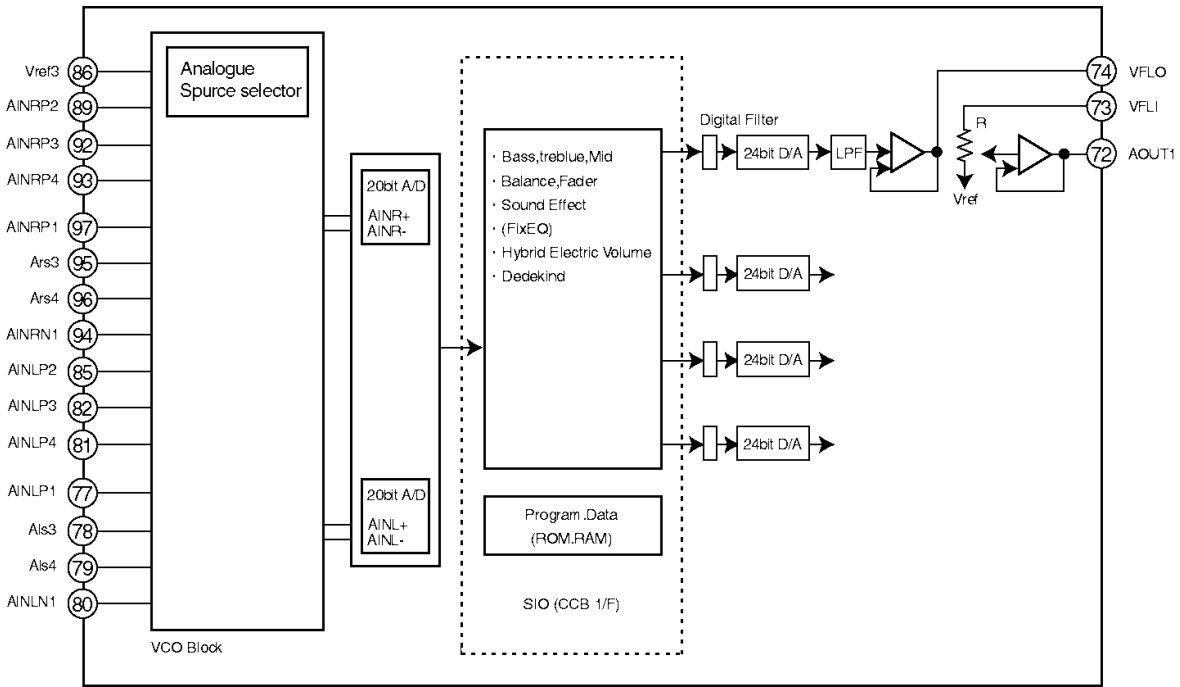 Vref3 86
AINRP2 89
AINRP3 92
AINRP4 93
AINRP1 97
Ars3 95
Ars4 96
AINRN1 94
AINLP2 85
AINLP3 82
AINLP4 81
AINLP1 77
Als3 78
Als4 79
AINLN1 80
Analogue
Spurce selector
VCO Block
20bit A/D
AINR+
AINR-
20bit A/D
AINL+
AINL-
· Bass,treblue,Mid
· Balance,Fader
· Sound Effect
· (FixEQ)
· Hybrid Electric Volume
· Dedekind
Program.Data
(ROM.RAM)
SIO (CCB 1/F)
Digital Filter
24bit D/A
LPF
24bit D/A
24bit D/A
24bit D/A
R
Vref
74 VFLO
73 VFLI
72 AOUT1